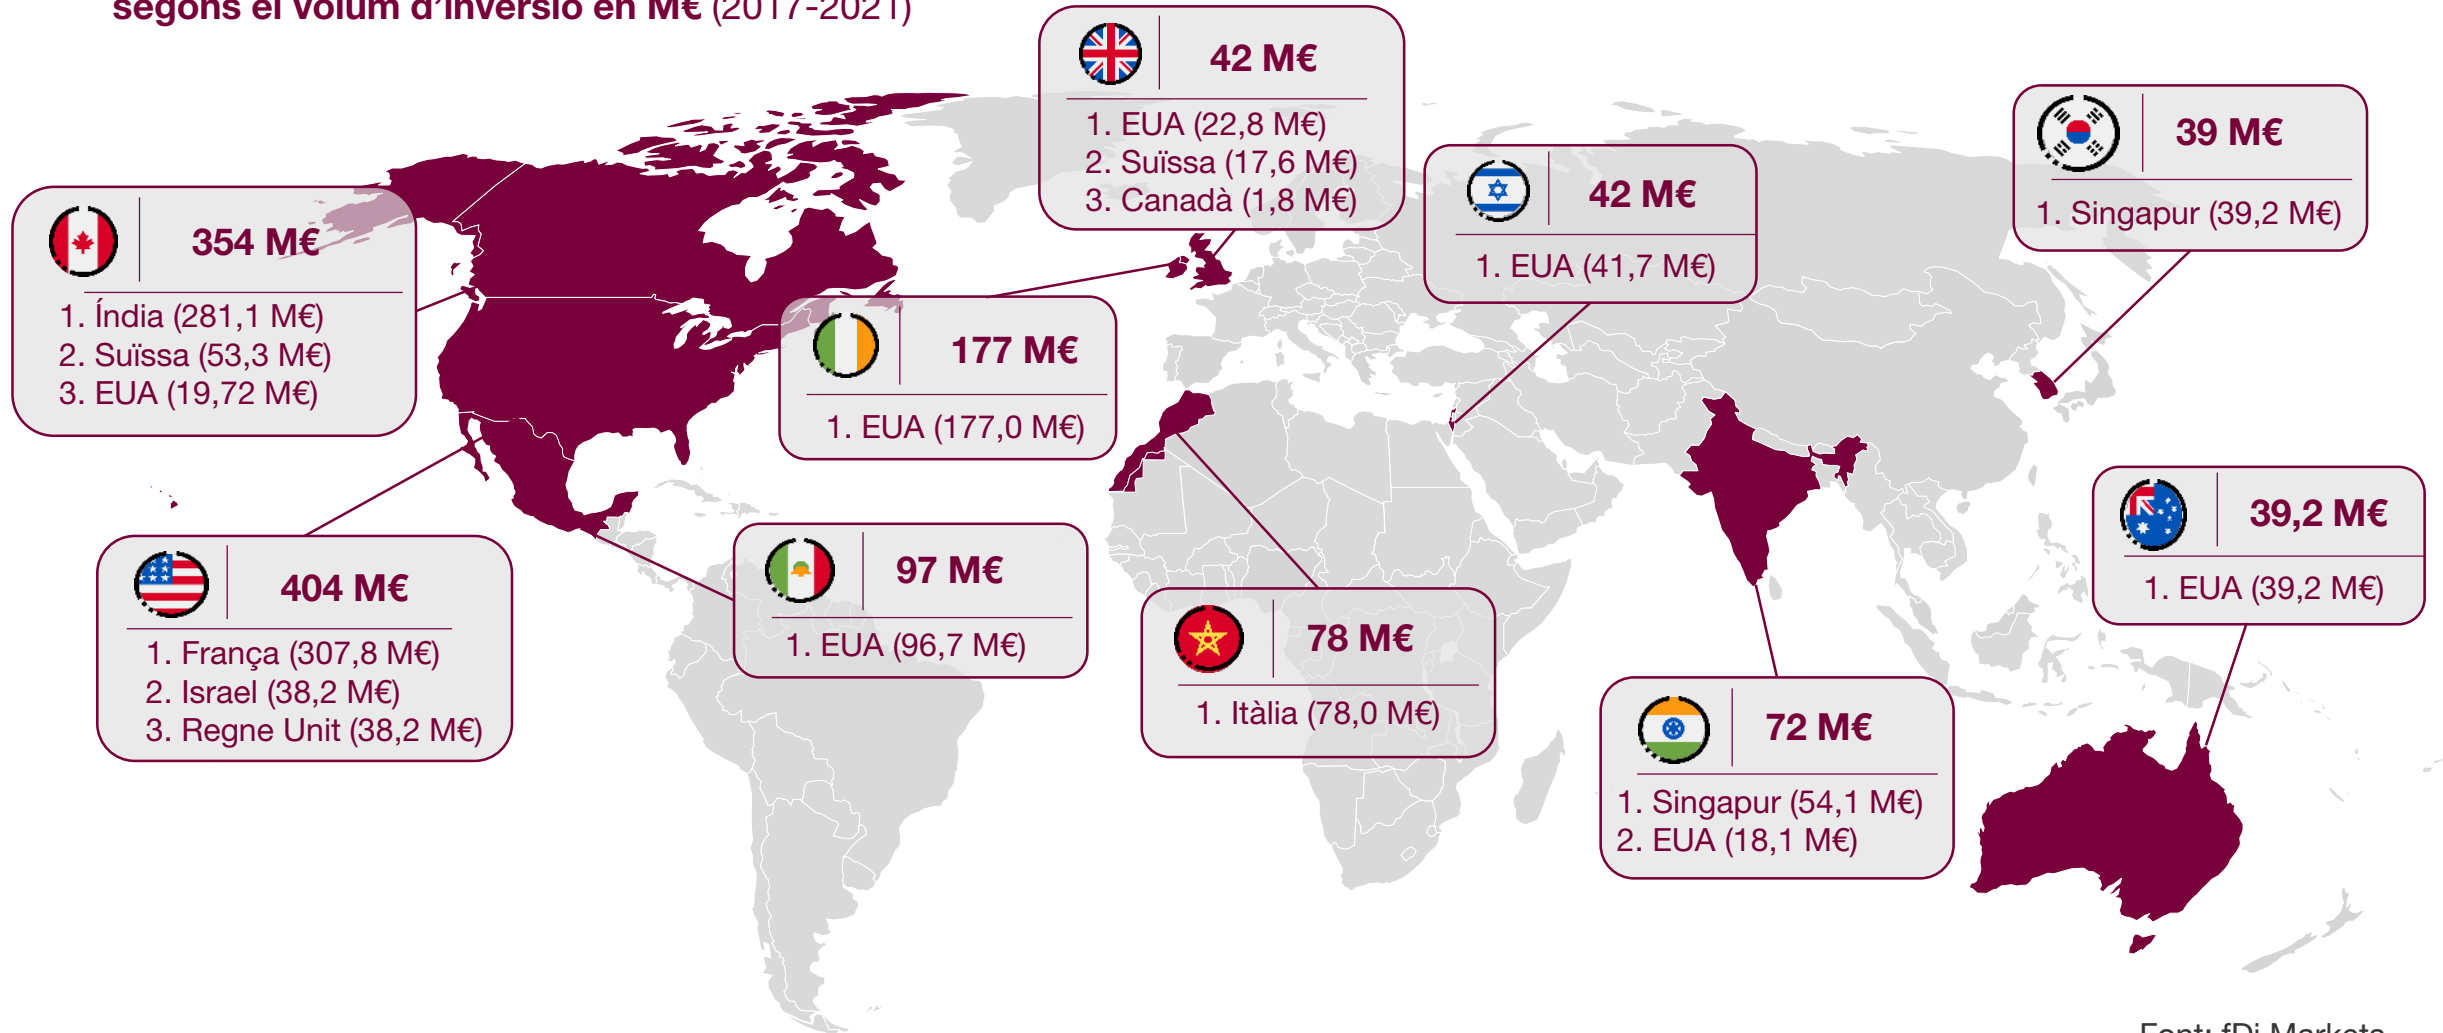 segons el volum d'inversió en M€ (2017-2021)
42 M€
1. EUA (22,8 M€)
2. Suïssa (17,6 M€)
3. Canadà (1,8 M€)
39 M€
1. Singapur (39,2 M€)
42 M€
1. EUA (41,7 M€)
354 M€
1. Índia (281,1 M€)
2. Suïssa (53,3 M€)
3. EUA (19,72 M€)
177 M€
1. EUA (177,0 M€)
39,2 M€
1. EUA (39,2 M€)
404 M€
1. França (307,8 M€)
2. Israel (38,2 M€)
3. Regne Unit (38,2 M€)
97 M€
1. EUA (96,7 M€)
78 M€
1. Itàlia (78,0 M€)
72 M€
1. Singapur (54,1 M€)
2. EUA (18,1 M€)
Font: fDi Markets